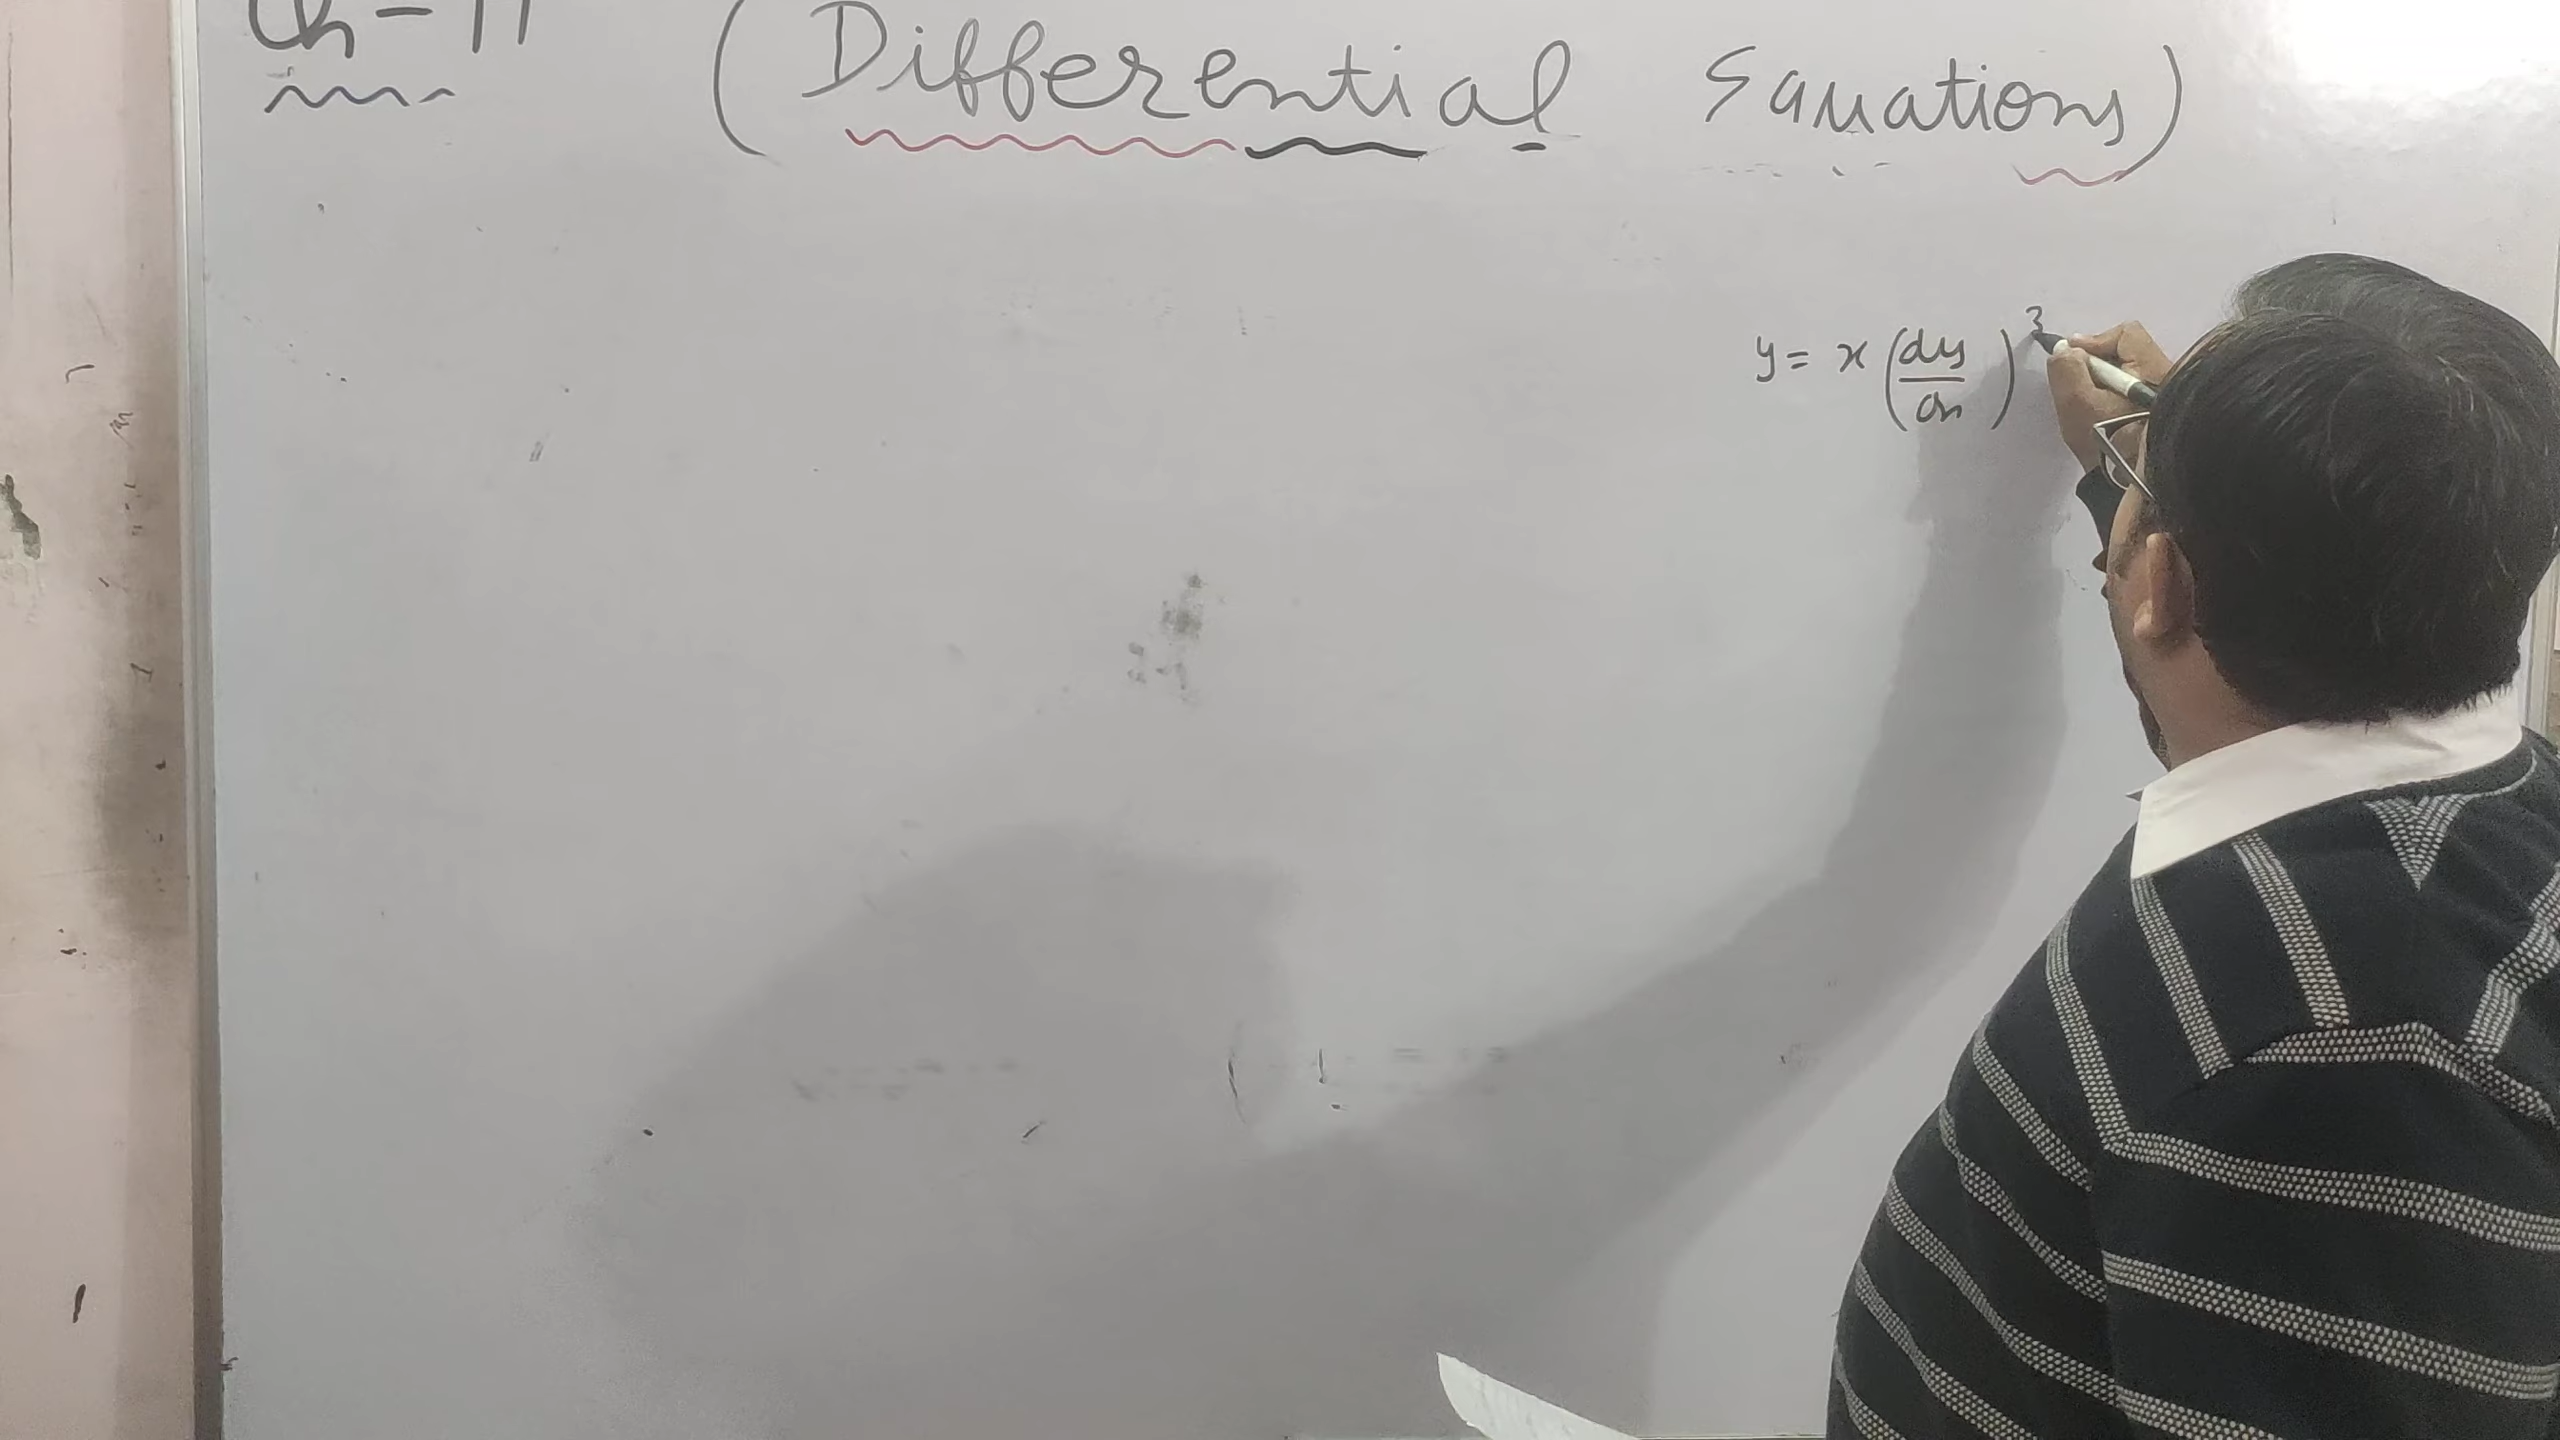 Ch - 11 (Differential Equations)
y = x (dy/dx)^3